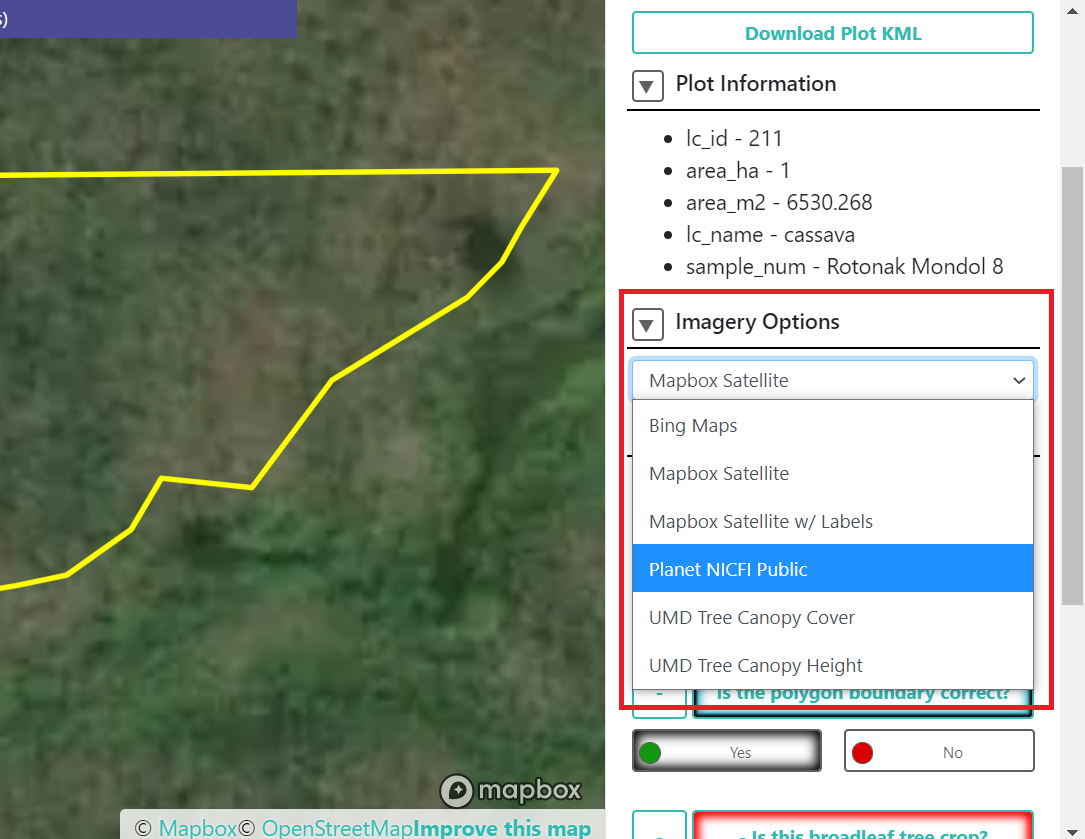 s)
Download Plot KML
Plot Information
lc_id - 211
area_ha - 1
area_m2 - 6530.268
lc_name - cassava
sample_num - Rotonak Mondol 8
Imagery Options
Mapbox Satellite
Bing Maps
Mapbox Satellite
Mapbox Satellite w/ Labels
Planet NICFI Public
UMD Tree Canopy Cover
UMD Tree Canopy Height
- Is the polygon boundary correct?
Yes No
mapbox
© Mapbox© OpenStreetMapImprove this map
- - Is this broadleaf tree crop?